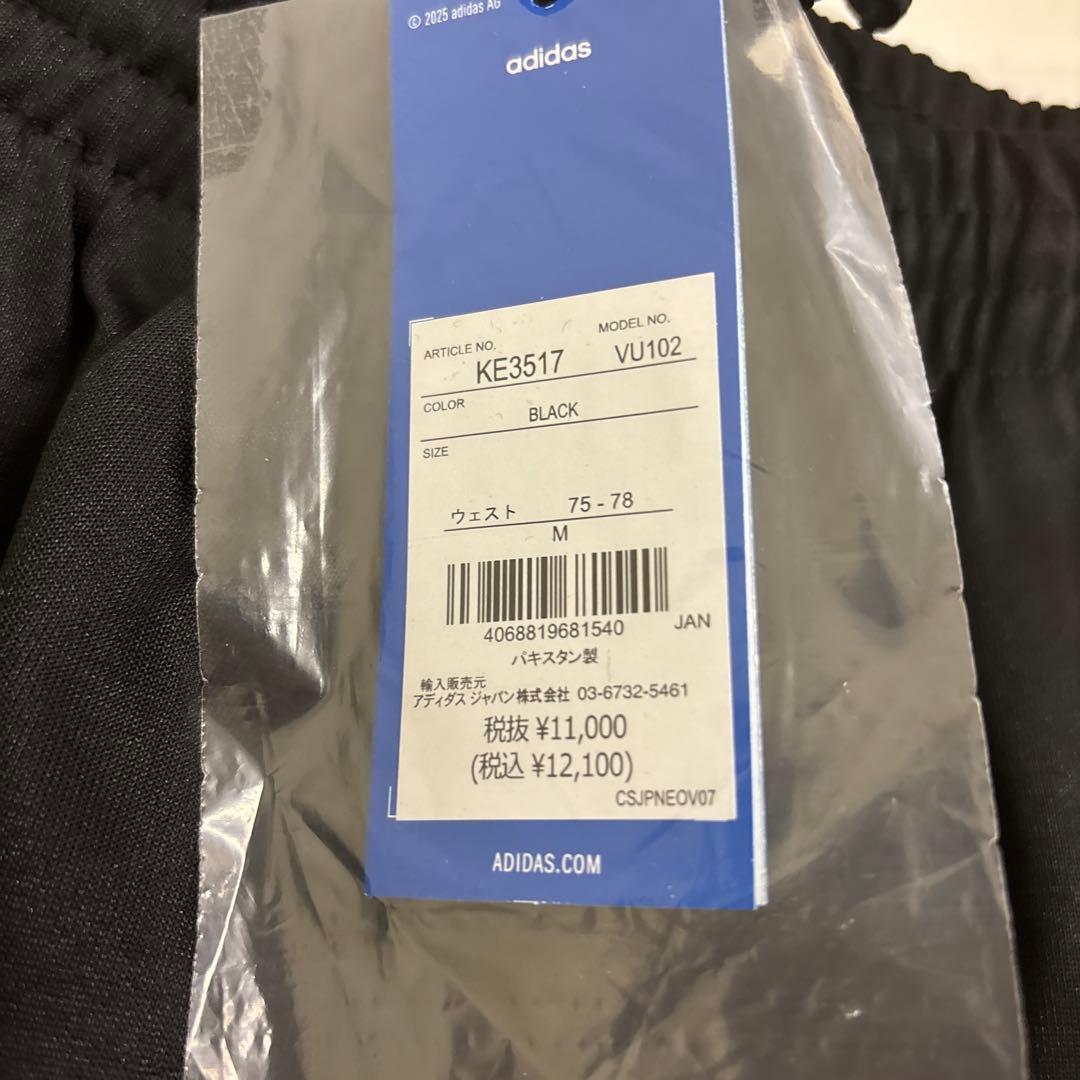 © 2025 adidas AG
adidas
ARTICLE NO. MODEL NO.
KE3517 VU102
COLOR
BLACK
SIZE
ウェスト 75 - 78
M
4068819681540 JAN
パキスタン製
輸入販売元
アディダス ジャパン株式会社 03-6732-5461
税抜 ¥11,000
(税込 ¥12,100)
CSJPNEOV07
ADIDAS.COM